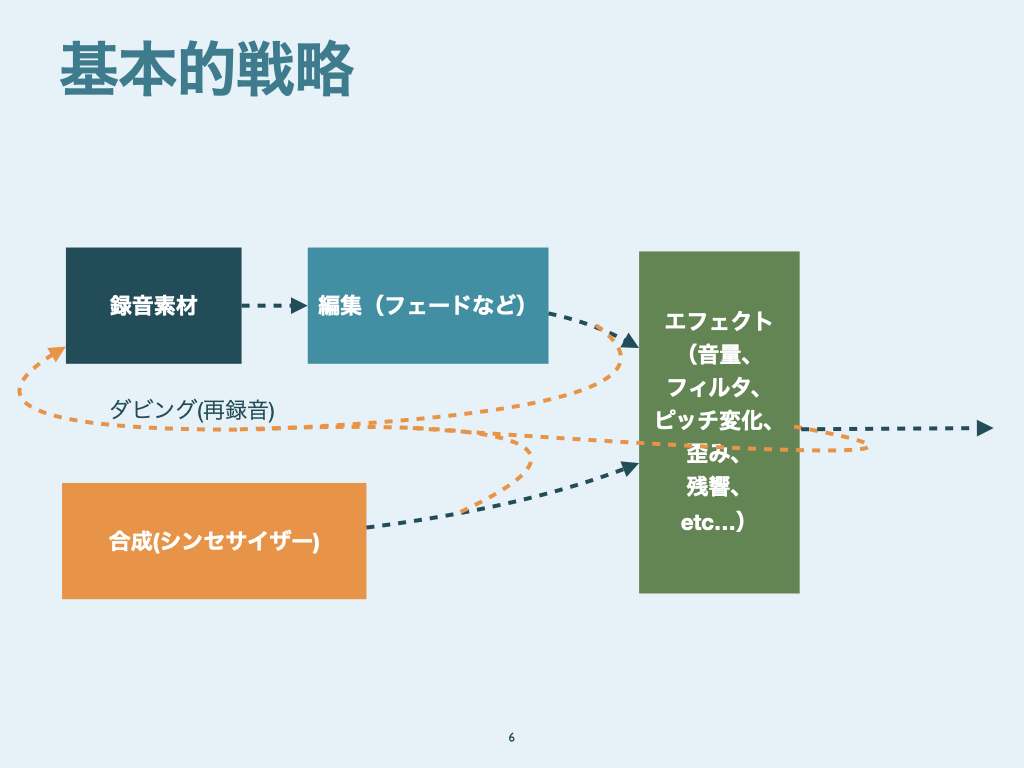 基本的戦略
録音素材
編集（フェードなど）
エフェクト
（音量、
フィルタ、
ピッチ変化、
歪み、
残響、
etc…）
ダビング(再録音)
合成(シンセサイザー)
6